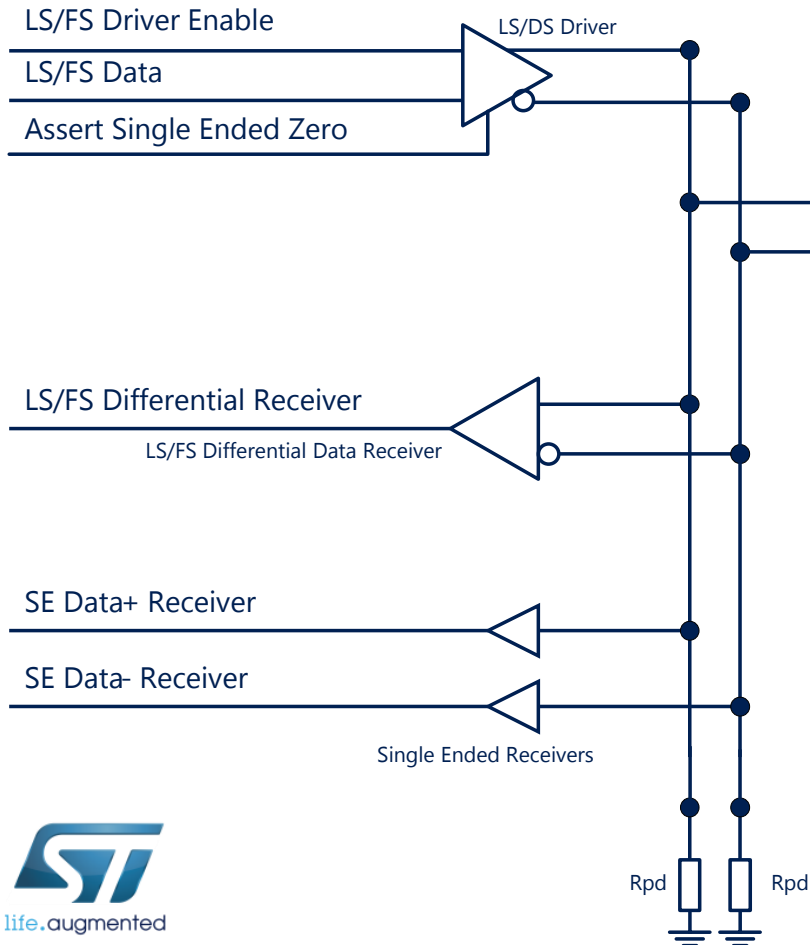 LS/FS Driver Enable
LS/DS Driver
LS/FS Data
Assert Single Ended Zero
LS/FS Differential Receiver
LS/FS Differential Data Receiver
SE Data+ Receiver
SE Data- Receiver
Single Ended Receivers
Rpd
Rpd
ST
life.augmented